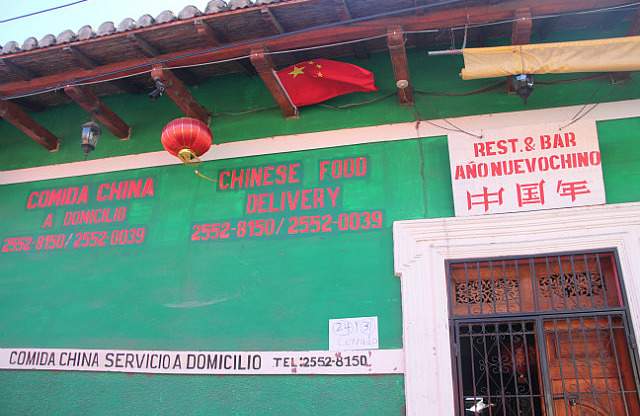 COMIDA CHINA
A DOMICILIO
2552-8150/2552-0039
CHINESE FOOD
DELIVERY
2552-8150/2552-0039
REST. & BAR
AÑO NUEVO CHINO
中国年
COMIDA CHINA SERVICIO A DOMICILIO TEL:2552-8150